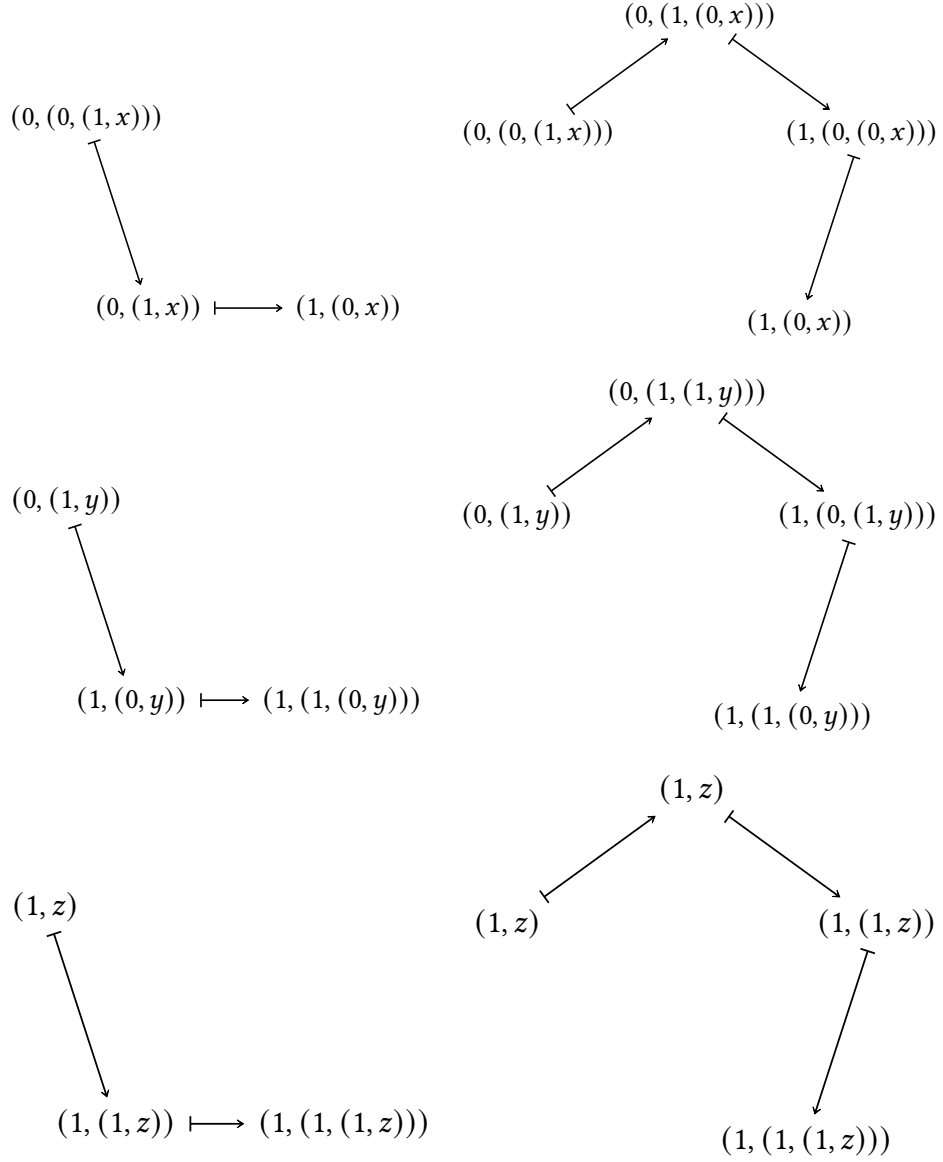 (0, (0, (1, x)))
(0, (1, x))
(1, (0, x))
(0, (1, (0, x)))
(0, (0, (1, x)))
(1, (0, (0, x)))
(1, (0, x))
(0, (1, y))
(1, (0, y))
(1, (1, (0, y)))
(0, (1, (1, y)))
(0, (1, y))
(1, (0, (1, y)))
(1, (1, (0, y)))
(1, z)
(1, (1, z))
(1, (1, (1, z)))
(1, z)
(1, z)
(1, (1, z))
(1, (1, (1, z)))